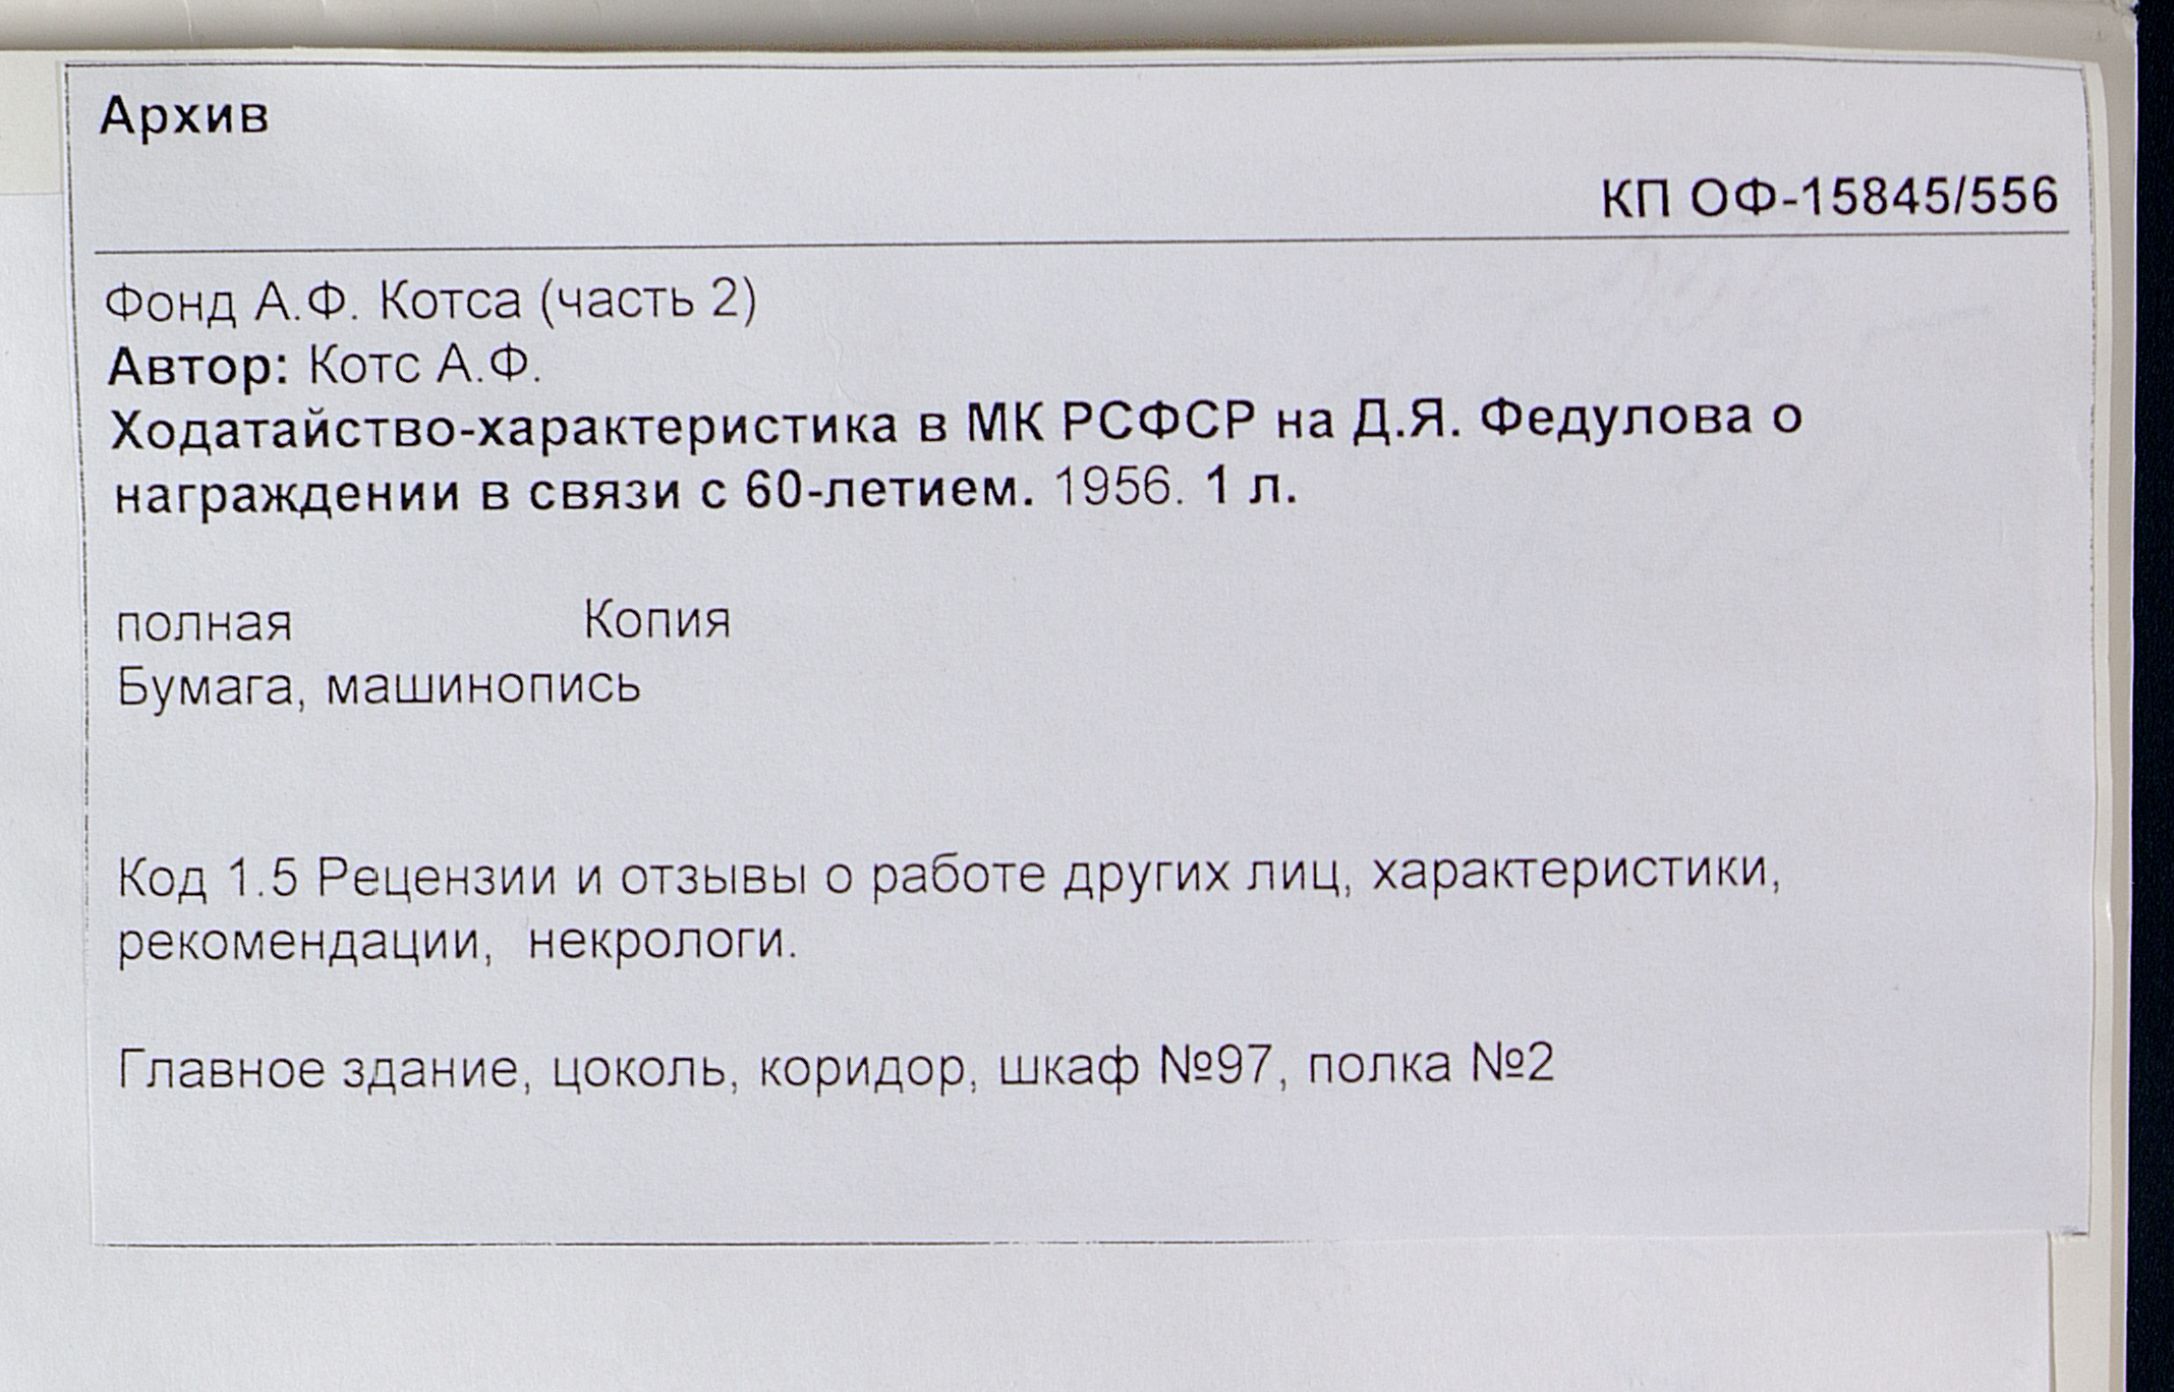 Архив
КП ОФ-15845/556
Фонд А.Ф. Котса (часть 2)
Автор: Котс А.Ф.
Ходатайство-характеристика в МК РСФСР на Д.Я. Федулова о
награждении в связи с 60-летием. 1956. 1 л.
полная Копия
Бумага, машинопись
Код 1.5 Рецензии и отзывы о работе других лиц, характеристики,
рекомендации, некрологи.
Главное здание, цоколь, коридор, шкаф №97, полка №2